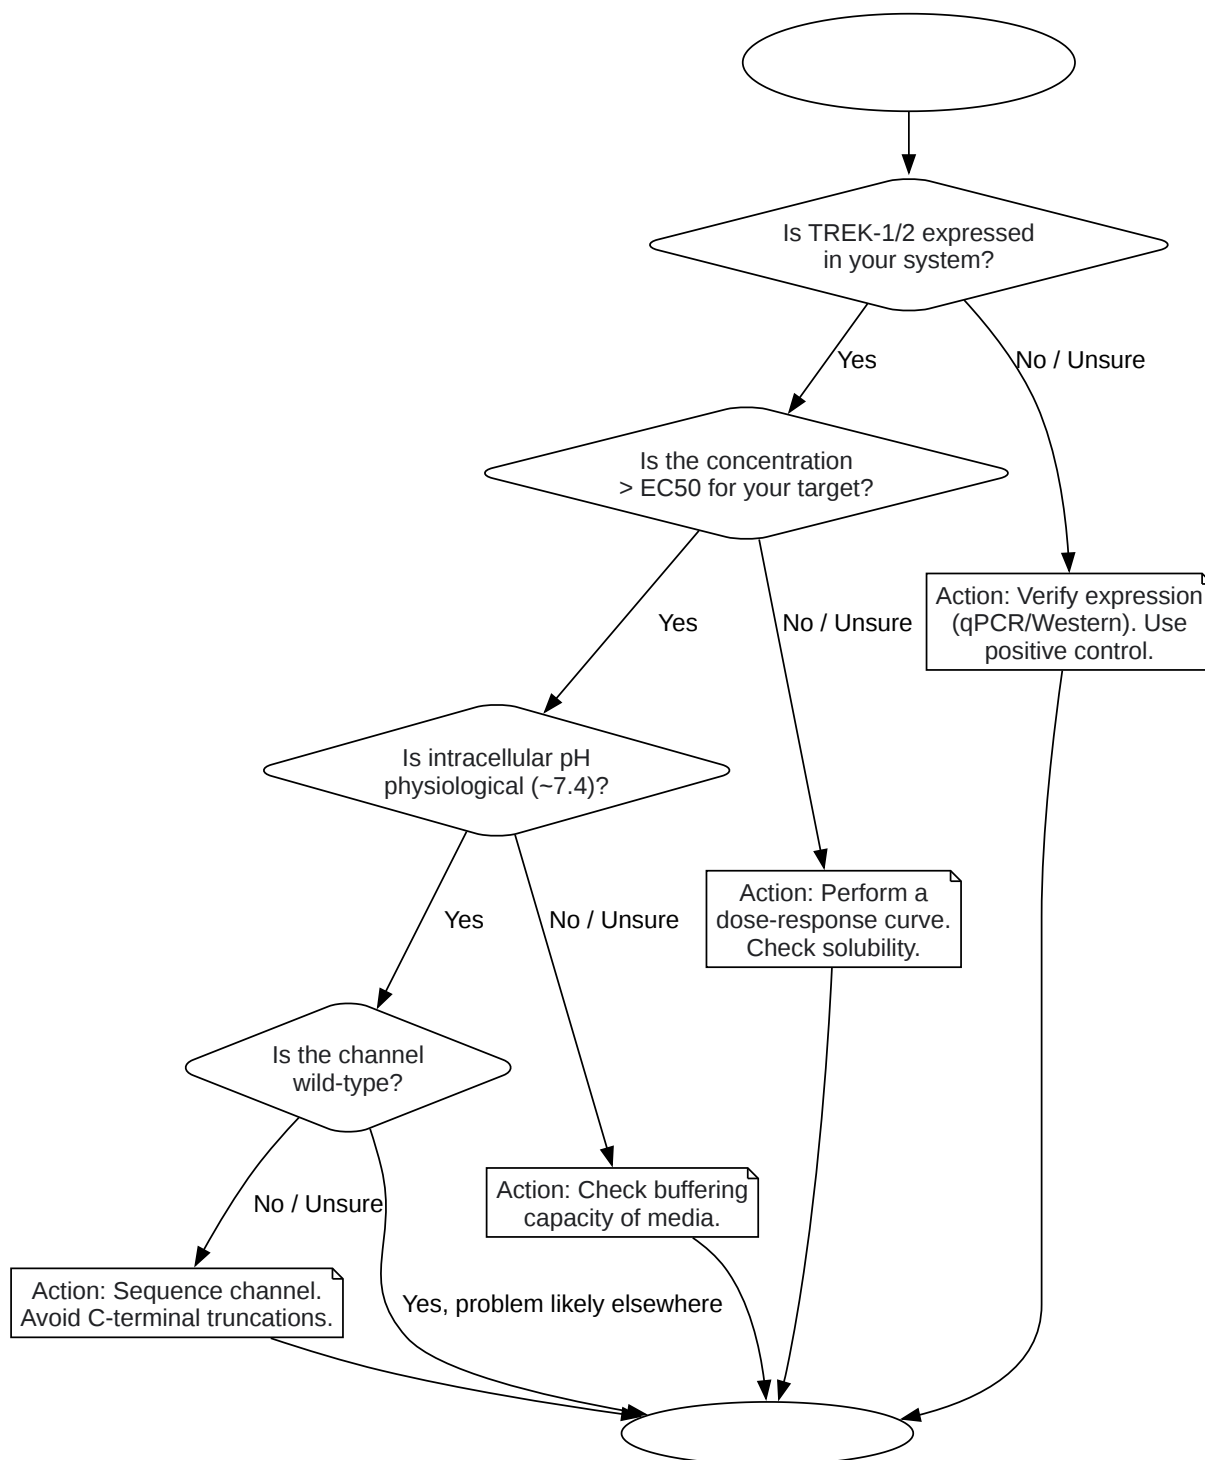 Is TREK-1/2 expressed
in your system?
Yes
No / Unsure
Is the concentration
> EC50 for your target?
Action: Verify expression
(qPCR/Western). Use
positive control.
Yes
No / Unsure
Is intracellular pH
physiological (~7.4)?
Action: Perform a
dose-response curve.
Check solubility.
Yes
No / Unsure
Is the channel
wild-type?
Action: Check buffering
capacity of media.
No / Unsure
Action: Sequence channel.
Avoid C-terminal truncations.
Yes, problem likely elsewhere